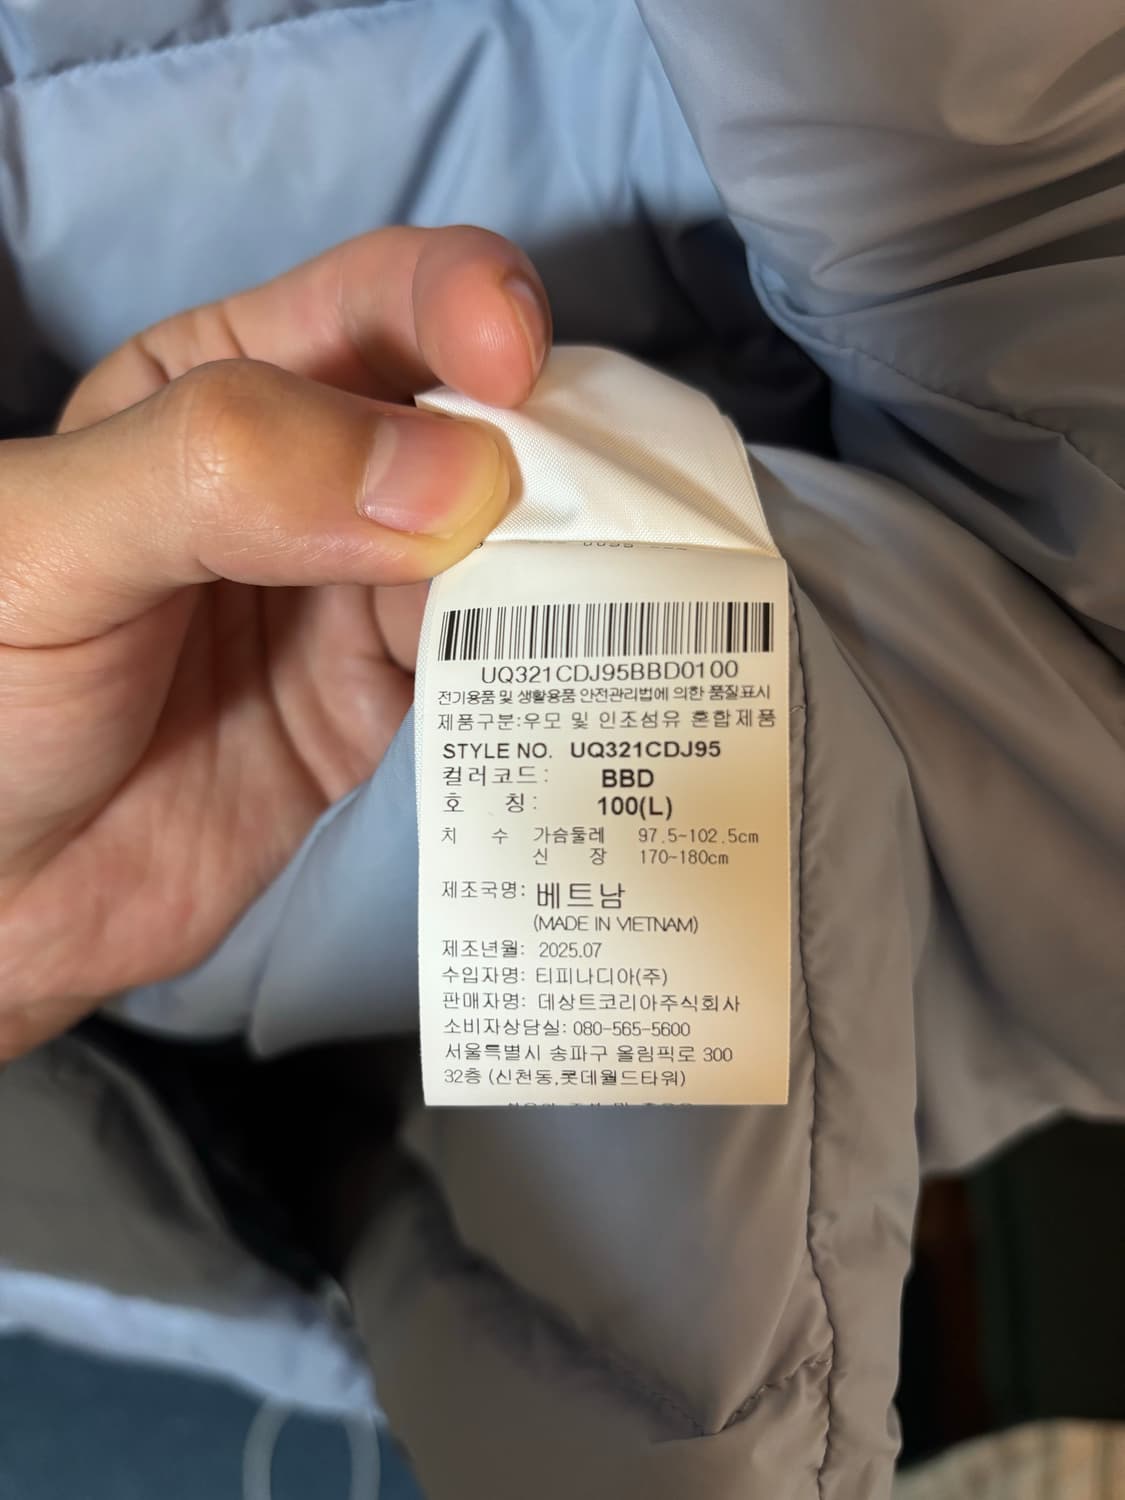 UQ321CDJ95BBD0100
전기용품 및 생활용품 안전관리법에 의한 품질표시
제품구분:우모 및 인조섬유 혼합제품
STYLE NO. UQ321CDJ95
컬러코드: BBD
호 칭: 100(L)
치 수 가슴둘레 97.5-102.5cm
신 장 170-180cm
제조국명: 베트남
(MADE IN VIETNAM)
제조년월: 2025.07
수입자명: 티피나디아(주)
판매자명: 데상트코리아주식회사
소비자상담실: 080-565-5600
서울특별시 송파구 올림픽로 300
32층 (신천동,롯데월드타워)